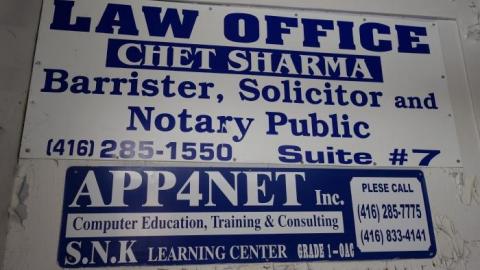 LAW OFFICE
CHET SHARMA
Barrister, Solicitor and
Notary Public
(416) 285-1550 Suite #7
APP4NET Inc.
Computer Education, Training & Consulting
S.N.K LEARNING CENTER GRADE 1-OAC
PLESE CALL
(416) 285-7775
(416) 833-4141